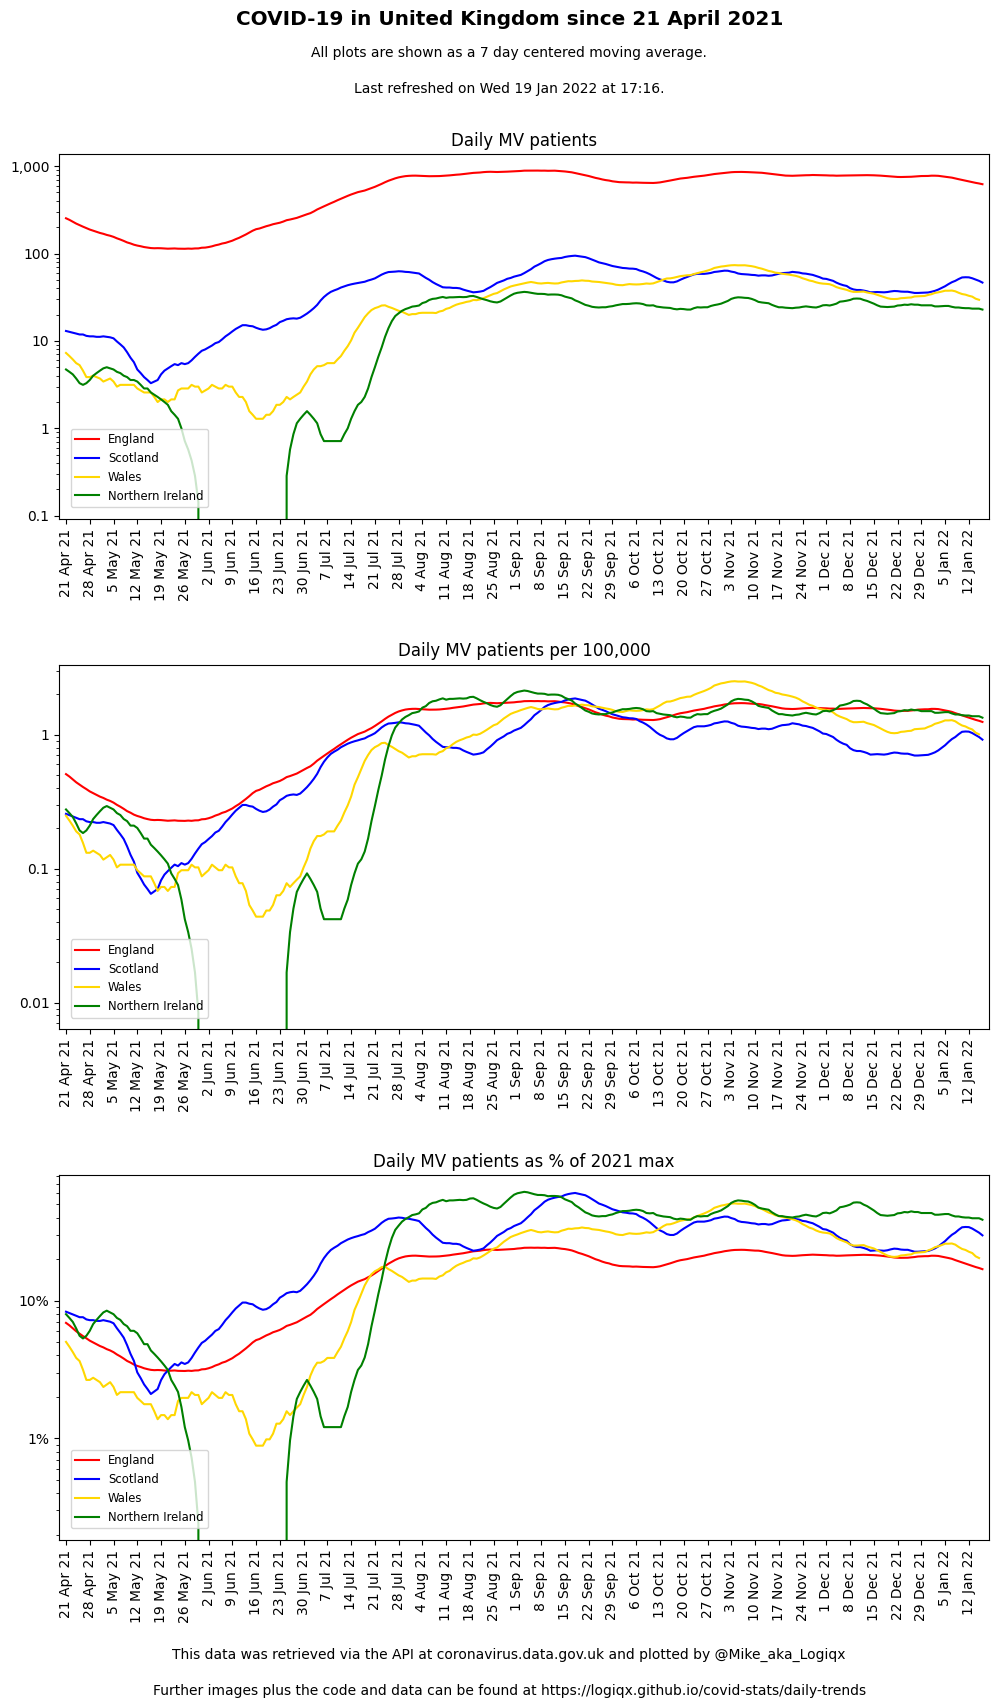 COVID-19 in United Kingdom since 21 April 2021
All plots are shown as a 7 day centered moving average.
Last refreshed on Wed 19 Jan 2022 at 17:16.
Daily MV patients
1,000
100
10
1
0.1
England
Scotland
Wales
Northern Ireland
21 Apr 21
28 Apr 21
5 May 21
12 May 21
19 May 21
26 May 21
2 Jun 21
9 Jun 21
16 Jun 21
23 Jun 21
30 Jun 21
7 Jul 21
14 Jul 21
21 Jul 21
28 Jul 21
4 Aug 21
11 Aug 21
18 Aug 21
25 Aug 21
1 Sep 21
8 Sep 21
15 Sep 21
22 Sep 21
29 Sep 21
6 Oct 21
13 Oct 21
20 Oct 21
27 Oct 21
3 Nov 21
10 Nov 21
17 Nov 21
24 Nov 21
1 Dec 21
8 Dec 21
15 Dec 21
22 Dec 21
29 Dec 21
5 Jan 22
12 Jan 22
Daily MV patients per 100,000
1
0.1
0.01
England
Scotland
Wales
Northern Ireland
21 Apr 21
28 Apr 21
5 May 21
12 May 21
19 May 21
26 May 21
2 Jun 21
9 Jun 21
16 Jun 21
23 Jun 21
30 Jun 21
7 Jul 21
14 Jul 21
21 Jul 21
28 Jul 21
4 Aug 21
11 Aug 21
18 Aug 21
25 Aug 21
1 Sep 21
8 Sep 21
15 Sep 21
22 Sep 21
29 Sep 21
6 Oct 21
13 Oct 21
20 Oct 21
27 Oct 21
3 Nov 21
10 Nov 21
17 Nov 21
24 Nov 21
1 Dec 21
8 Dec 21
15 Dec 21
22 Dec 21
29 Dec 21
5 Jan 22
12 Jan 22
Daily MV patients as % of 2021 max
10%
1%
England
Scotland
Wales
Northern Ireland
21 Apr 21
28 Apr 21
5 May 21
12 May 21
19 May 21
26 May 21
2 Jun 21
9 Jun 21
16 Jun 21
23 Jun 21
30 Jun 21
7 Jul 21
14 Jul 21
21 Jul 21
28 Jul 21
4 Aug 21
11 Aug 21
18 Aug 21
25 Aug 21
1 Sep 21
8 Sep 21
15 Sep 21
22 Sep 21
29 Sep 21
6 Oct 21
13 Oct 21
20 Oct 21
27 Oct 21
3 Nov 21
10 Nov 21
17 Nov 21
24 Nov 21
1 Dec 21
8 Dec 21
15 Dec 21
22 Dec 21
29 Dec 21
5 Jan 22
12 Jan 22
This data was retrieved via the API at coronavirus.data.gov.uk and plotted by @Mike_aka_Logiqx
Further images plus the code and data can be found at https://logiqx.github.io/covid-stats/daily-trends